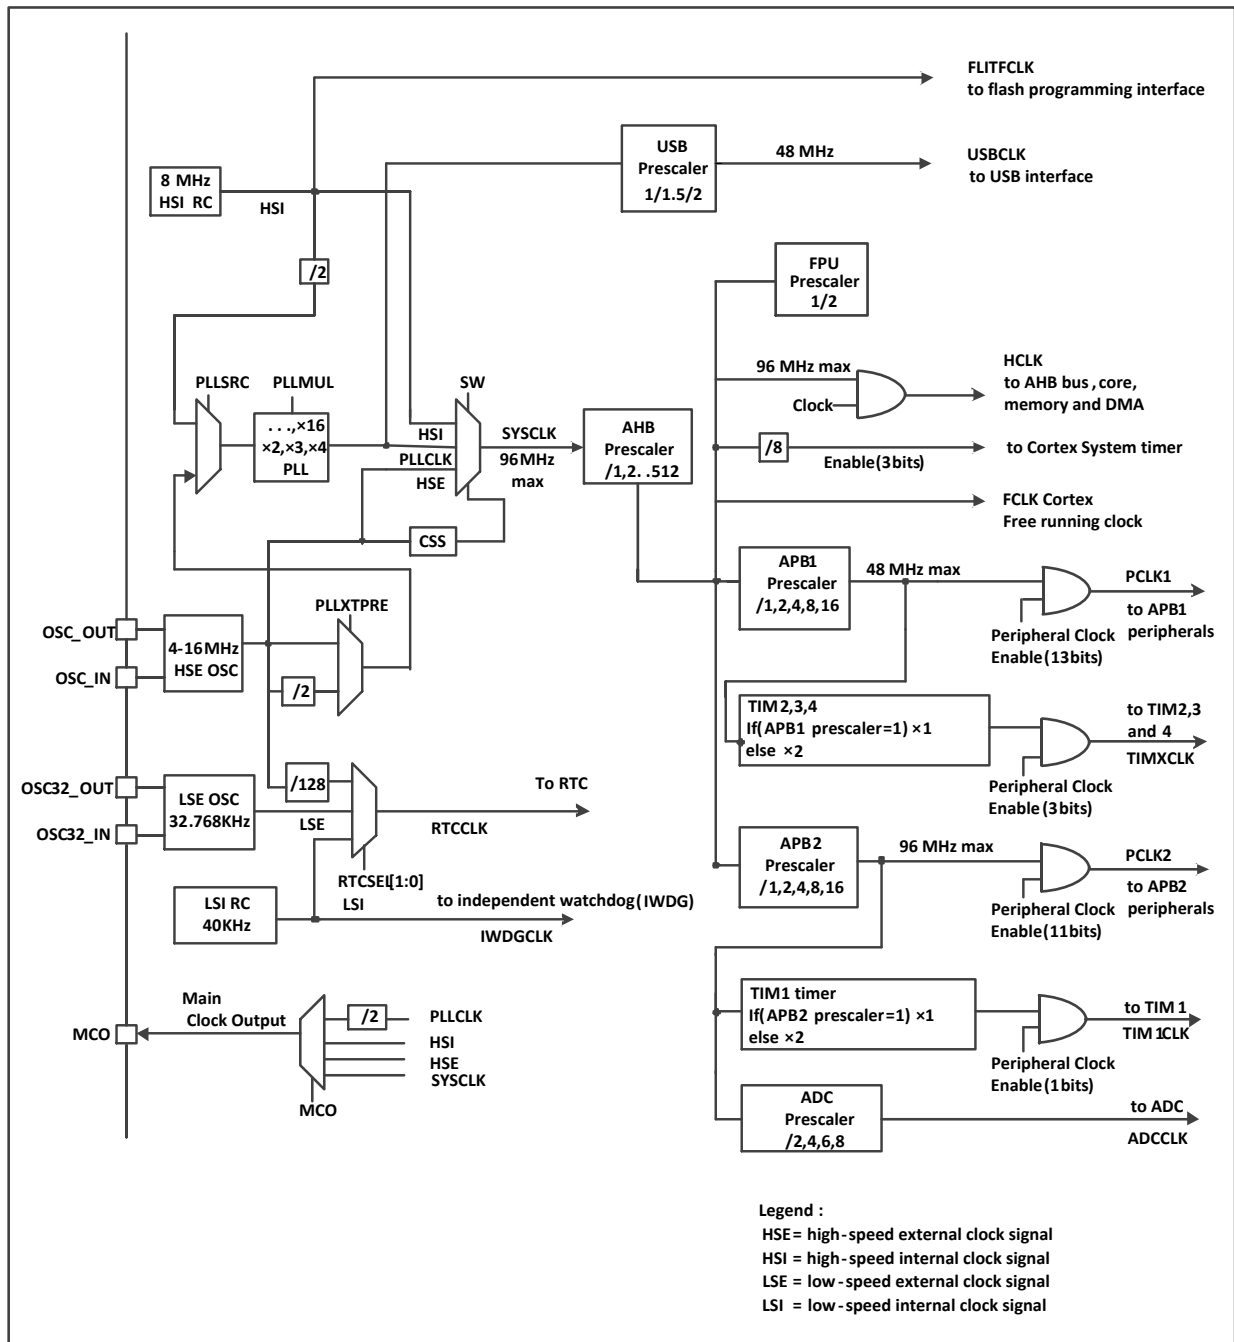 FLITFCLK
to flash programming interface
USB
Prescaler
1/1.5/2
48 MHz
USBCLK
to USB interface
8 MHz
HSI RC
HSI
/2
FPU
Prescaler
1/2
PLLSRC
PLLMUL
. . .,×16
×2,×3,×4
PLL
SW
HSI
PLLCLK
HSE
SYSCLK
96MHz
max
AHB
Prescaler
/1,2. .512
96 MHz max
Clock
HCLK
to AHB bus , core,
memory and DMA
/8
Enable (3bits)
to Cortex System timer
FCLK Cortex
Free running clock
CSS
APB1
Prescaler
/1,2,4,8,16
48 MHz max
Peripheral Clock
Enable (13bits)
PCLK1
to APB1
peripherals
PLLXTPRE
OSC_OUT
OSC_IN
4-16MHz
HSE OSC
/2
TIM2,3,4
If( APB1 prescaler=1) ×1
else ×2
Peripheral Clock
Enable (3bits)
to TIM2,3
and 4
TIMXCLK
OSC32_OUT
OSC32_IN
LSE OSC
32.768KHz
/128
LSE
To RTC
RTCCLK
RTCSEL[1:0]
APB2
Prescaler
/1,2,4,8,16
96 MHz max
Peripheral Clock
Enable (11bits)
PCLK2
to APB2
peripherals
LSI RC
40KHz
LSI
to independent watchdog (IWDG)
IWDGCLK
Main
Clock Output
MCO
/2
PLLCLK
HSI
HSE
SYSCLK
MCO
TIM1 timer
If( APB2 prescaler=1) ×1
else ×2
Peripheral Clock
Enable (1bits)
to TIM 1
TIM 1CLK
ADC
Prescaler
/2,4,6,8
to ADC
ADCCLK
Legend :
HSE = high-speed external clock signal
HSI = high-speed internal clock signal
LSE = low-speed external clock signal
LSI = low-speed internal clock signal